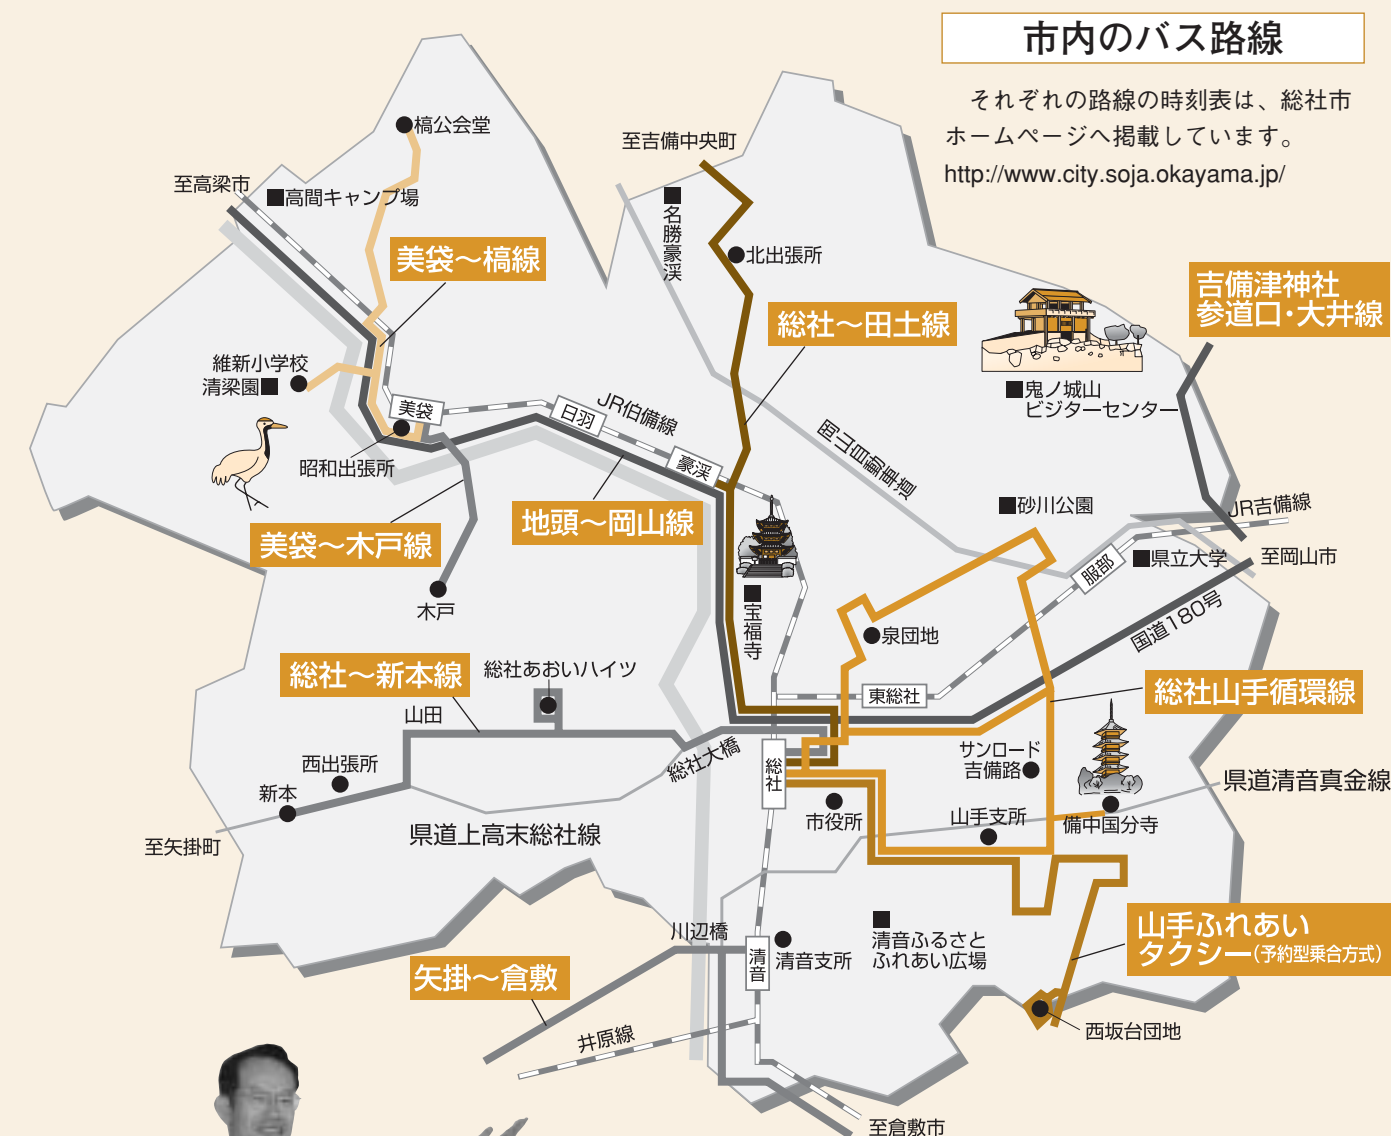 市内のバス路線
それぞれの路線の時刻表は、総社市
ホームページへ掲載しています。
http://www.city.soja.okayama.jp/
槁公会堂
至吉備中央町
至高梁市
高間キャンプ場
名勝豪渓
北出張所
美袋〜槁線
吉備津神社
参道口・大井線
総社〜田土線
維新小学校
清梁園
鬼ノ城山
ビジターセンター
美袋
日羽
JR伯備線
豪渓
岡山自動車道
昭和出張所
砂川公園
JR吉備線
地頭〜岡山線
美袋〜木戸線
服部
県立大学
至岡山市
木戸
宝福寺
泉団地
国道180号
総社〜新本線
総社あおいハイツ
東総社
総社山手循環線
山田
総社大橋
総社
サンロード
吉備路
西出張所
新本
県道清音真金線
市役所
山手支所
備中国分寺
至矢掛町
県道上高末総社線
川辺橋
清音
清音支所
清音ふるさと
ふれあい広場
山手ふれあい
タクシー(予約型乗合方式)
矢掛〜倉敷
井原線
西坂台団地
至倉敷市